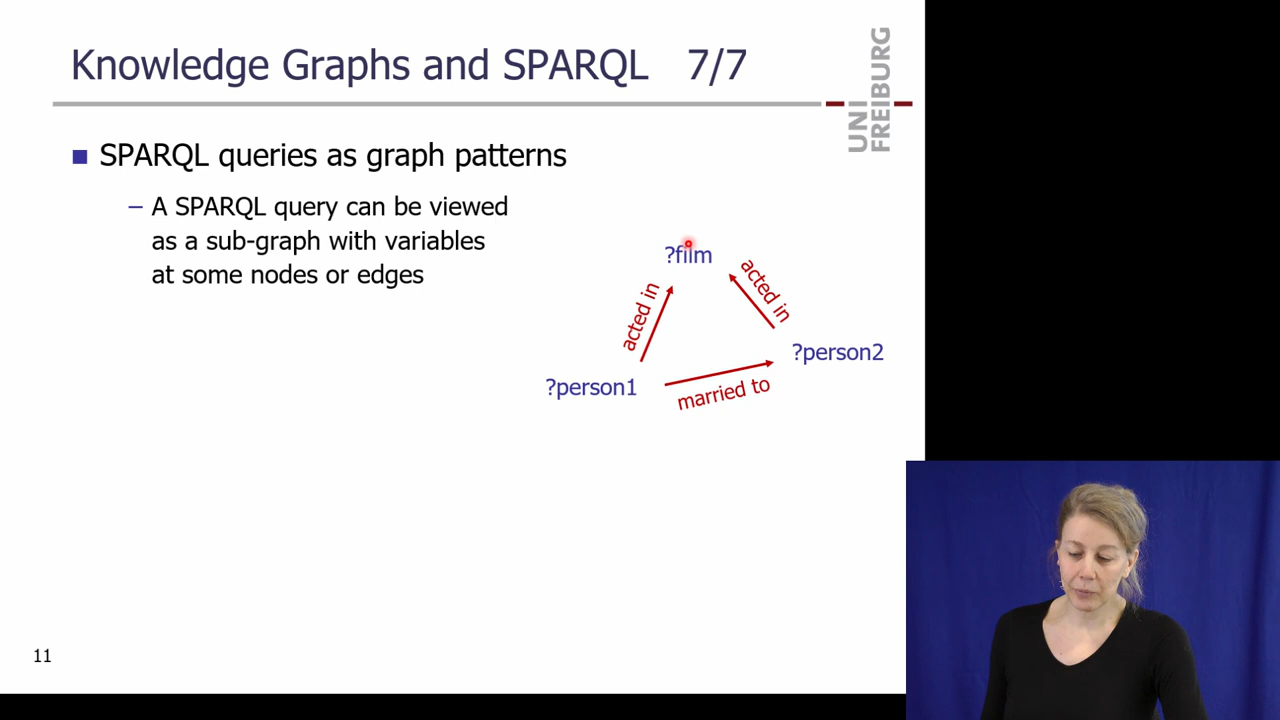 Knowledge Graphs and SPARQL 7/7
UNI
FREIBURG
SPARQL queries as graph patterns
– A SPARQL query can be viewed
as a sub-graph with variables
at some nodes or edges
?film
acted in
acted in
?person2
?person1
married to
11